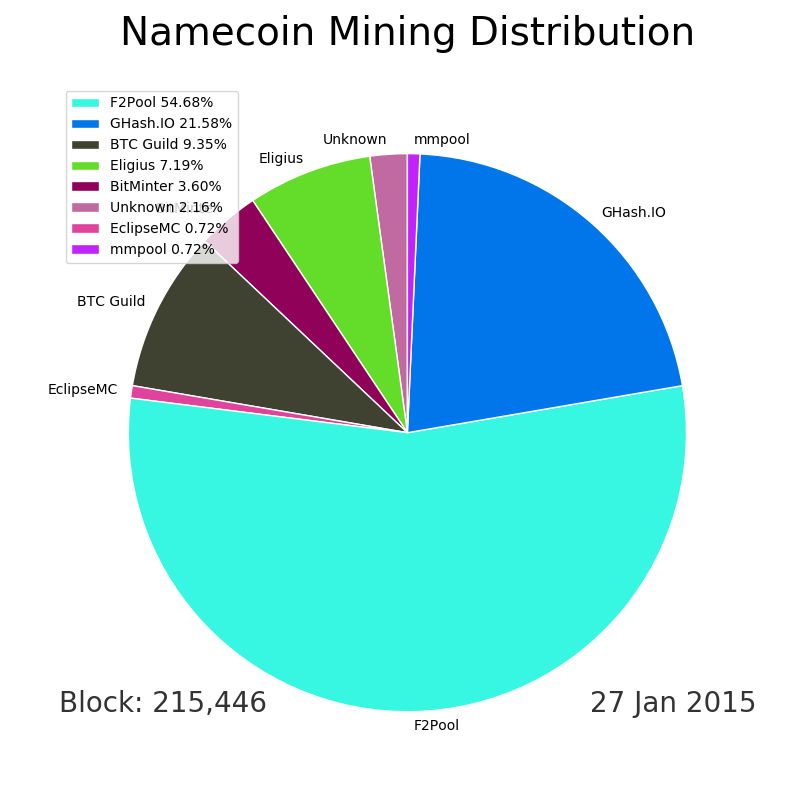 Namecoin Mining Distribution
F2Pool 54.68%
GHash.IO 21.58%
BTC Guild 9.35%
Eligius 7.19%
BitMinter 3.60%
Unknown 2.16%
EclipseMC 0.72%
mmpool 0.72%
Unknown
mmpool
Eligius
GHash.IO
BTC Guild
EclipseMC
F2Pool
Block: 215,446
27 Jan 2015